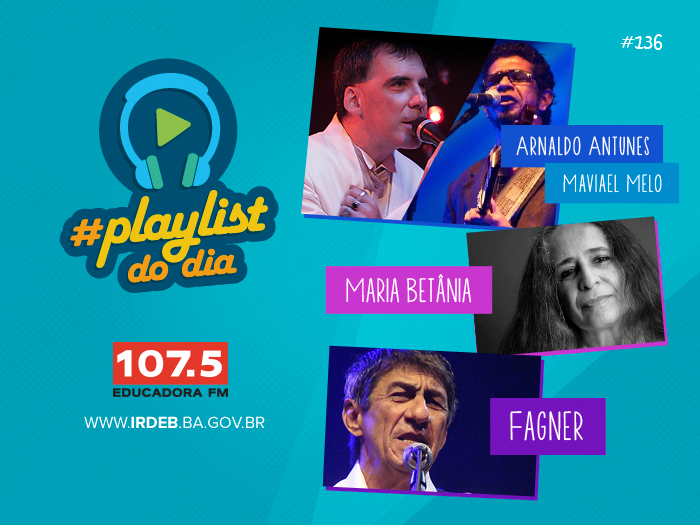 #136
ARNALDO ANTUNES
MAVIAEL MELO
#playlist
do dia
MARIA BETÂNIA
107.5
EDUCADORA FM
WWW.IRDEB.BA.GOV.BR
FAGNER